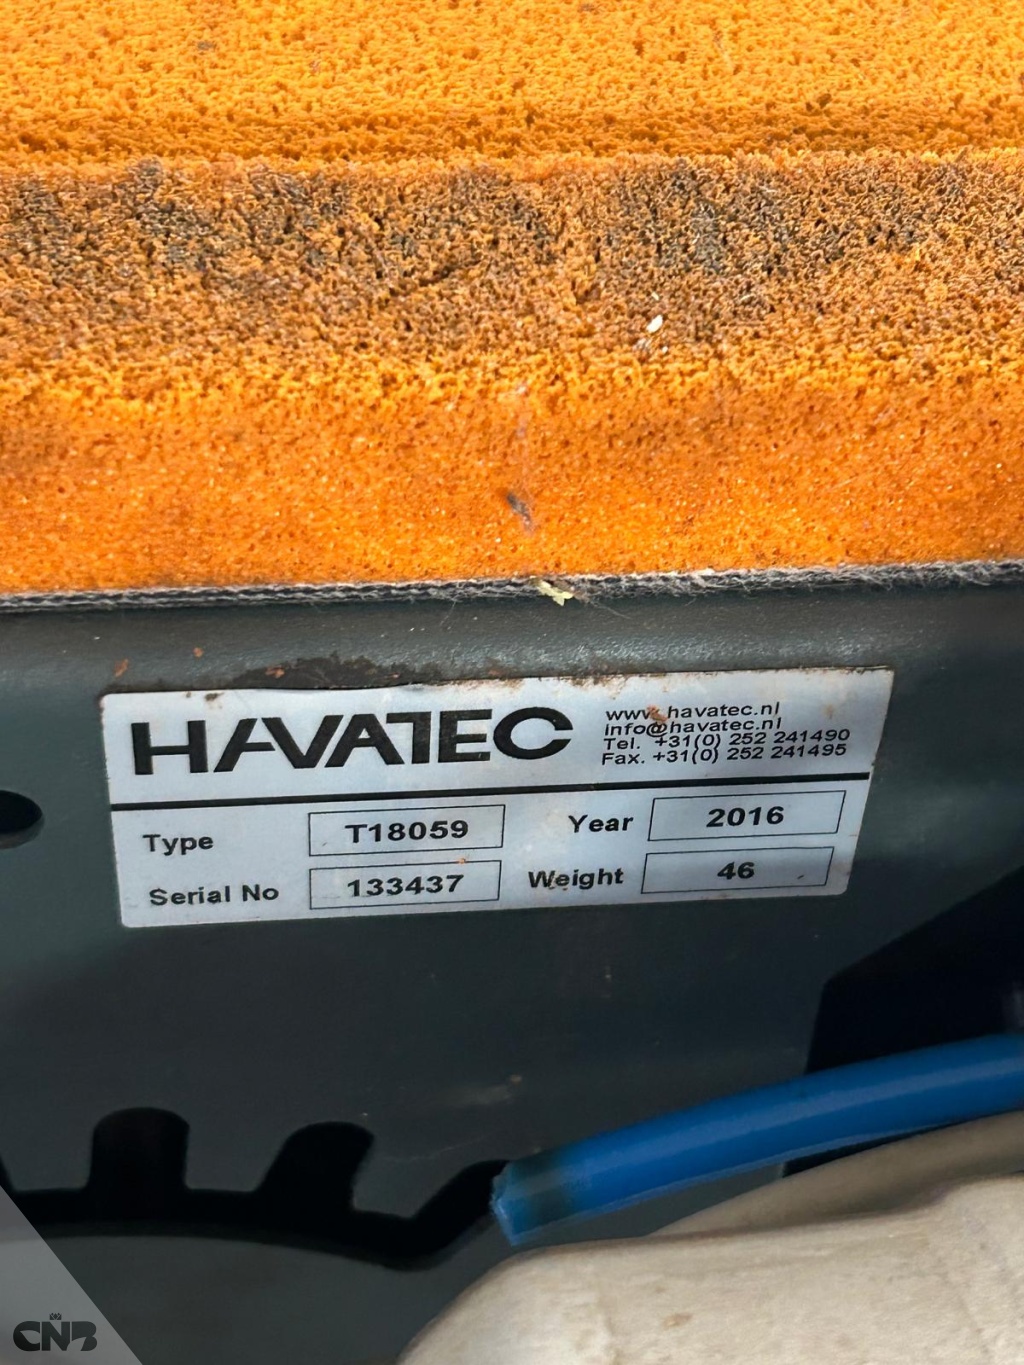 HAVATEC
www.havatec.nl
info@havatec.nl
Tel. +31(0) 252 241490
Fax. +31(0) 252 241495
Type T18059 Year 2016
Serial No 133437 Weight 46
CNB